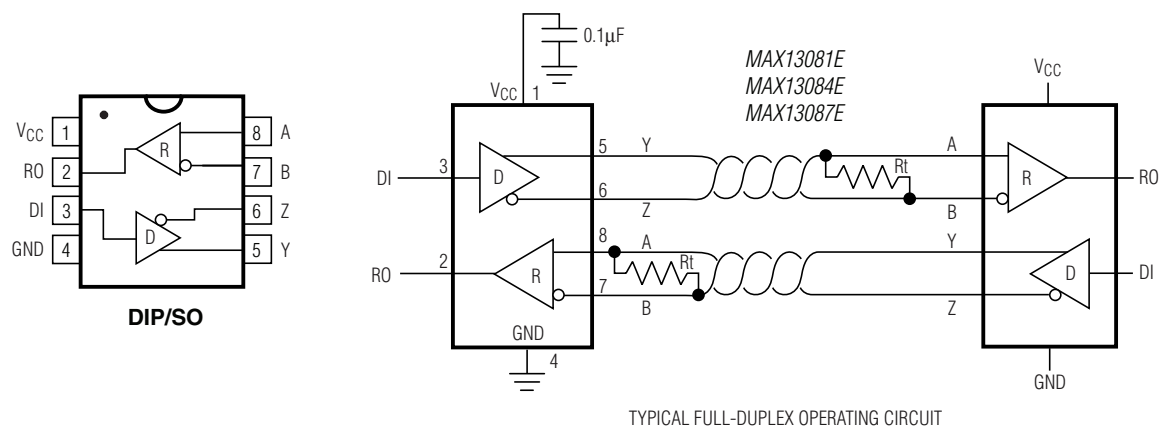 VCC 1
RO 2
DI 3
GND 4
8 A
7 B
6 Z
5 Y
R
D
DIP/SO
0.1µF
VCC 1
MAX13081E
MAX13084E
MAX13087E
VCC
DI 3
D
5 Y
6 Z
Rt
A
B
R
RO
RO 2
R
8 A
7 B
Rt
Y
Z
D
DI
GND
4
GND
TYPICAL FULL-DUPLEX OPERATING CIRCUIT